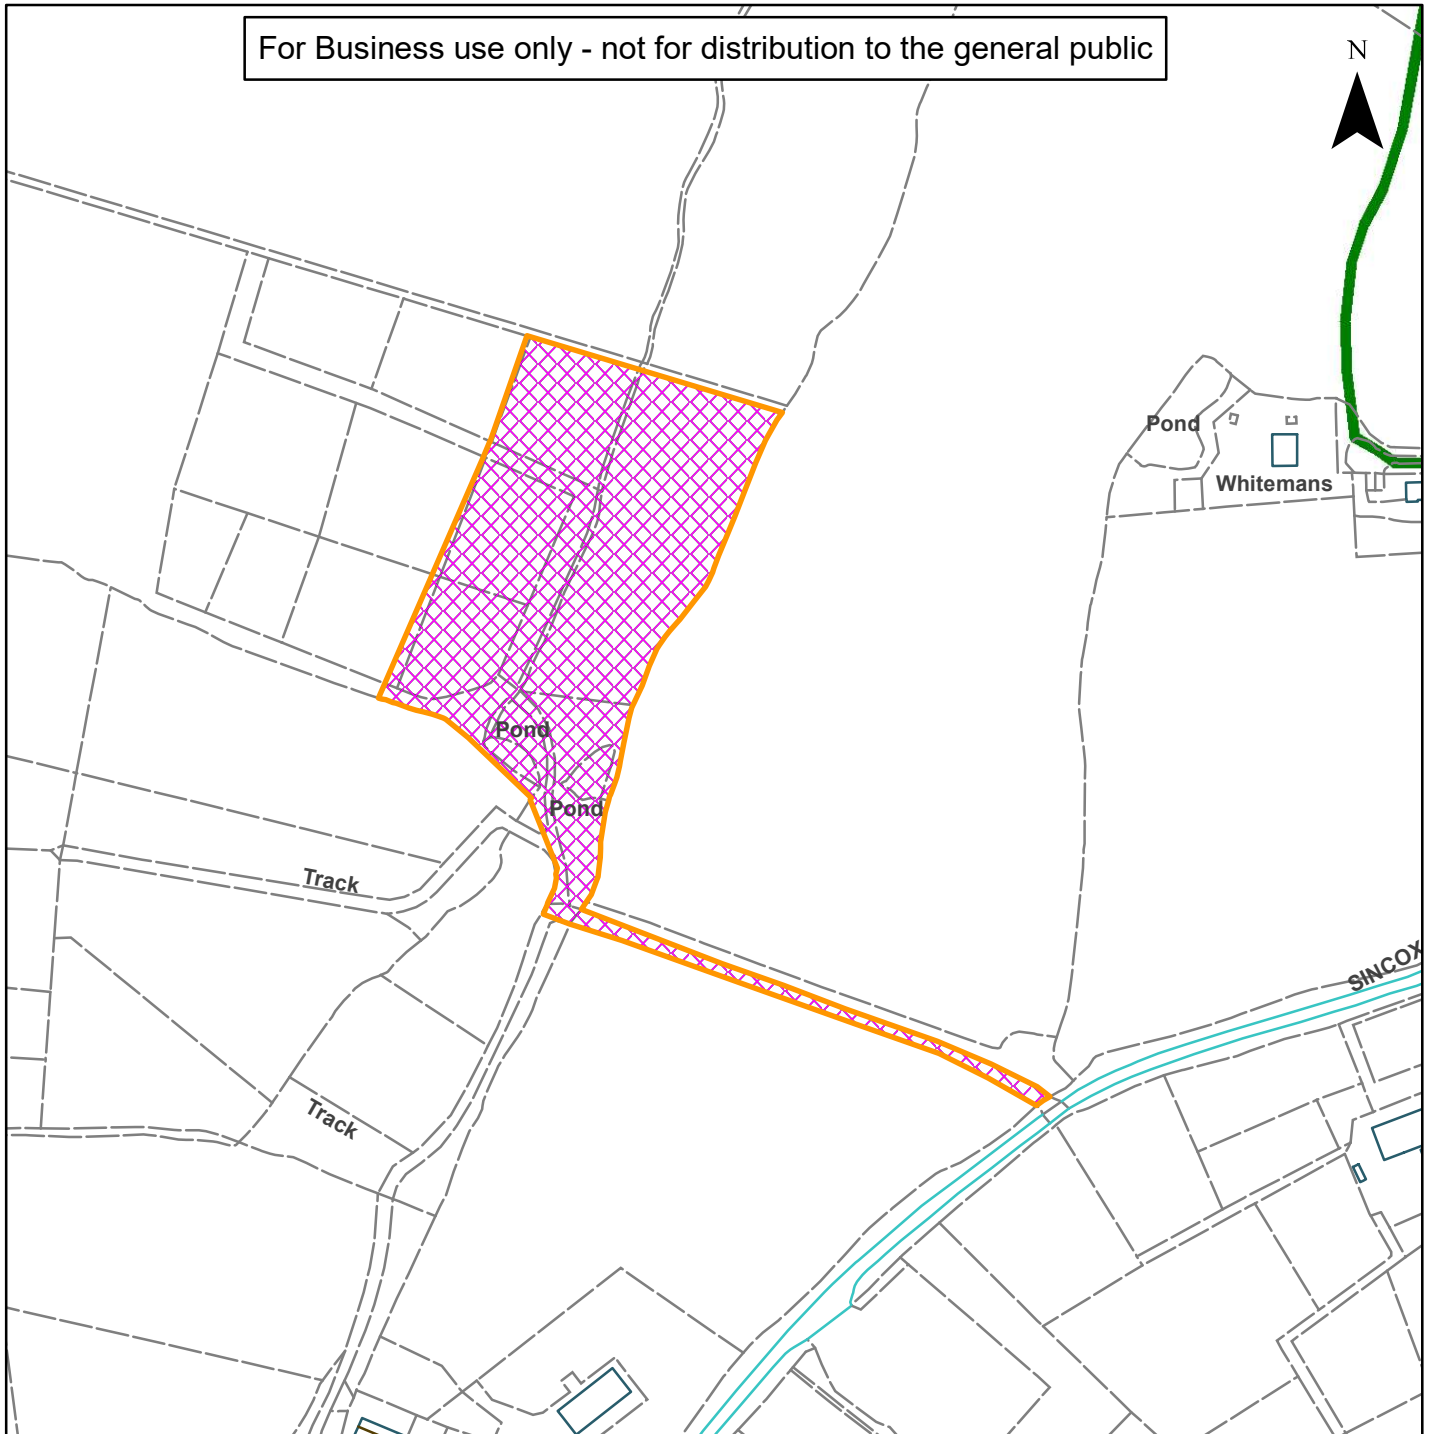 For Business use only - not for distribution to the general public
N
Pond
Whitemans
Pond
Pond
Track
SINCOX
Track